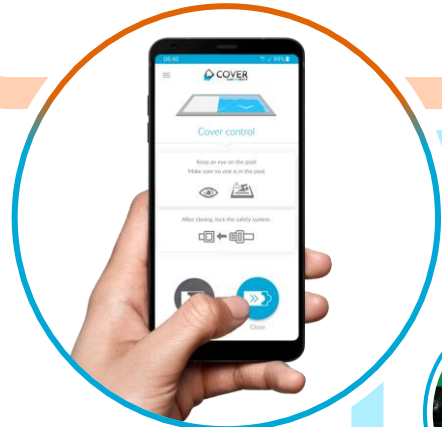 08:40
99%
COVER
Cover control
Keep an eye on the pool
Make sure no one is in the pool
After closing, lock the safety system.
Close